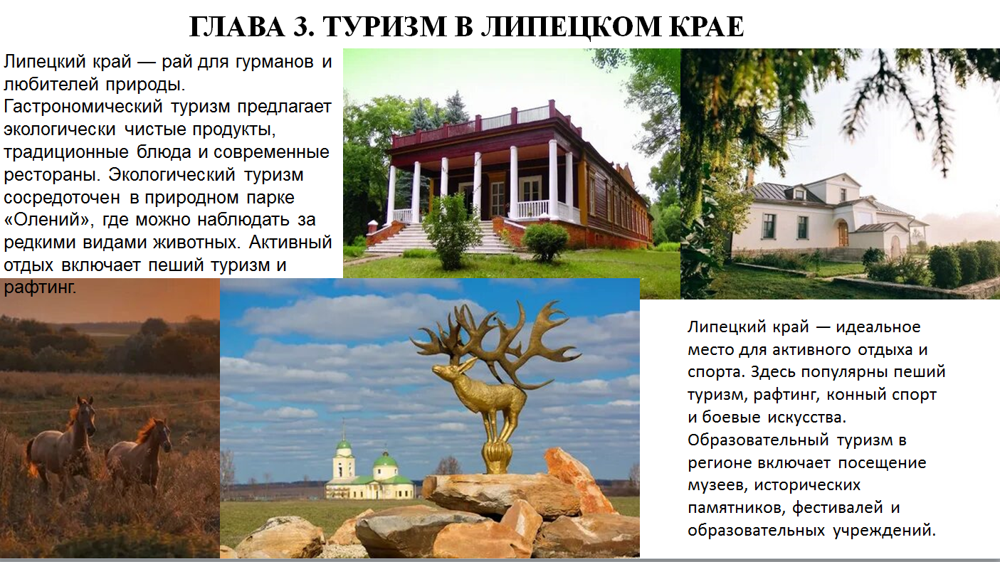 ГЛАВА 3. ТУРИЗМ В ЛИПЕЦКОМ КРАЕ
Липецкий край — рай для гурманов и
любителей природы.
Гастрономический туризм предлагает
экологически чистые продукты,
традиционные блюда и современные
рестораны. Экологический туризм
сосредоточен в природном парке
«Олений», где можно наблюдать за
редкими видами животных. Активный
отдых включает пеший туризм и
рафтинг.
Липецкий край — идеальное
место для активного отдыха и
спорта. Здесь популярны пеший
туризм, рафтинг, конный спорт
и боевые искусства.
Образовательный туризм в
регионе включает посещение
музеев, исторических
памятников, фестивалей и
образовательных учреждений.